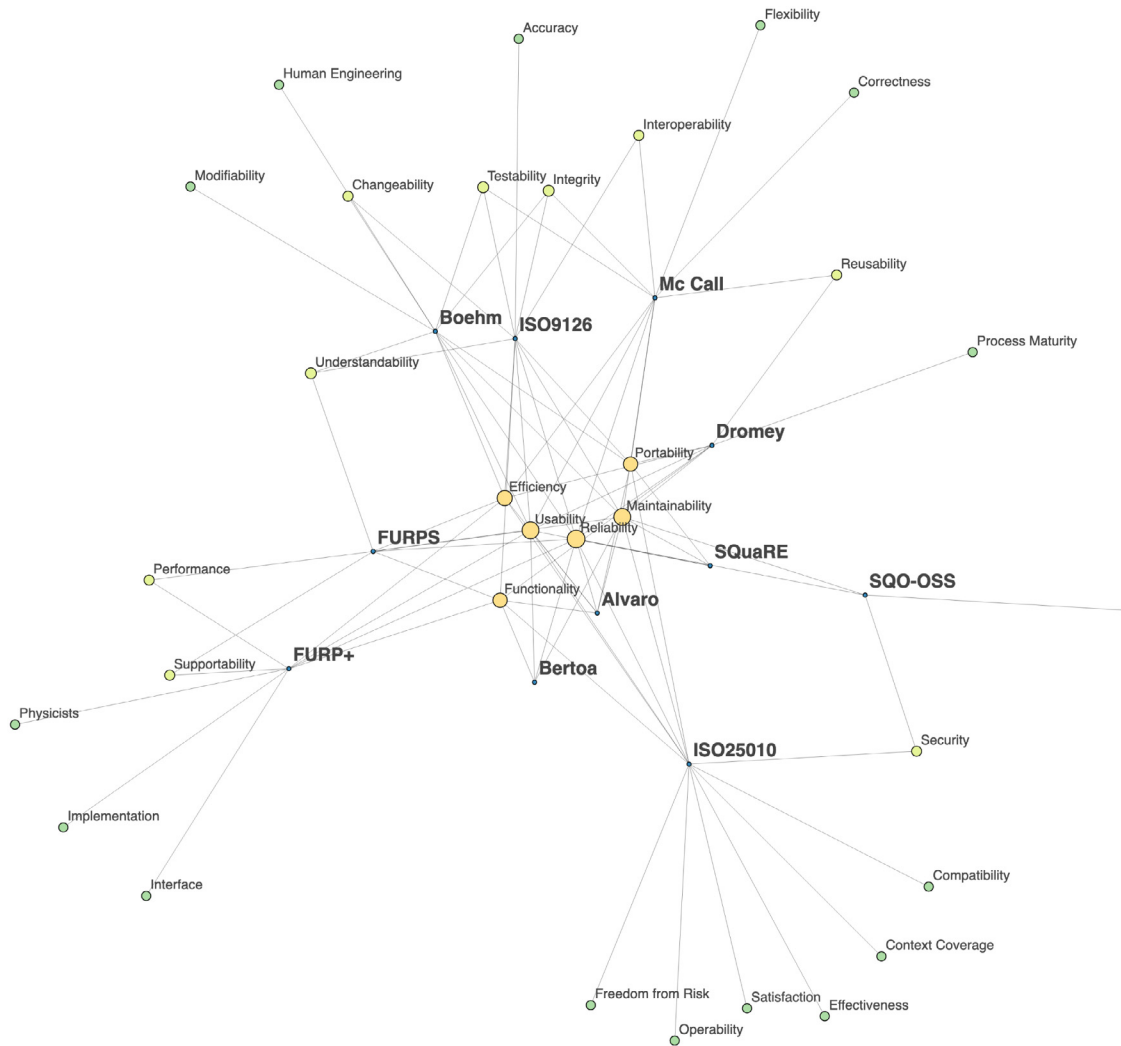 Flexibility
Accuracy
Human Engineering
Correctness
Interoperability
Modifiability
Changeability
Testability
Integrity
Reusability
Mc Call
Boehm
ISO9126
Process Maturity
Understandability
Dromey
Portability
Efficiency
Maintainability
Usability
Reliability
FURPS
SQuaRE
Performance
SQO-OSS
Functionality
Alvaro
FURP+
Supportability
Bertoa
Physicists
ISO25010
Security
Implementation
Compatibility
Interface
Context Coverage
Freedom from Risk
Satisfaction
Effectiveness
Operability